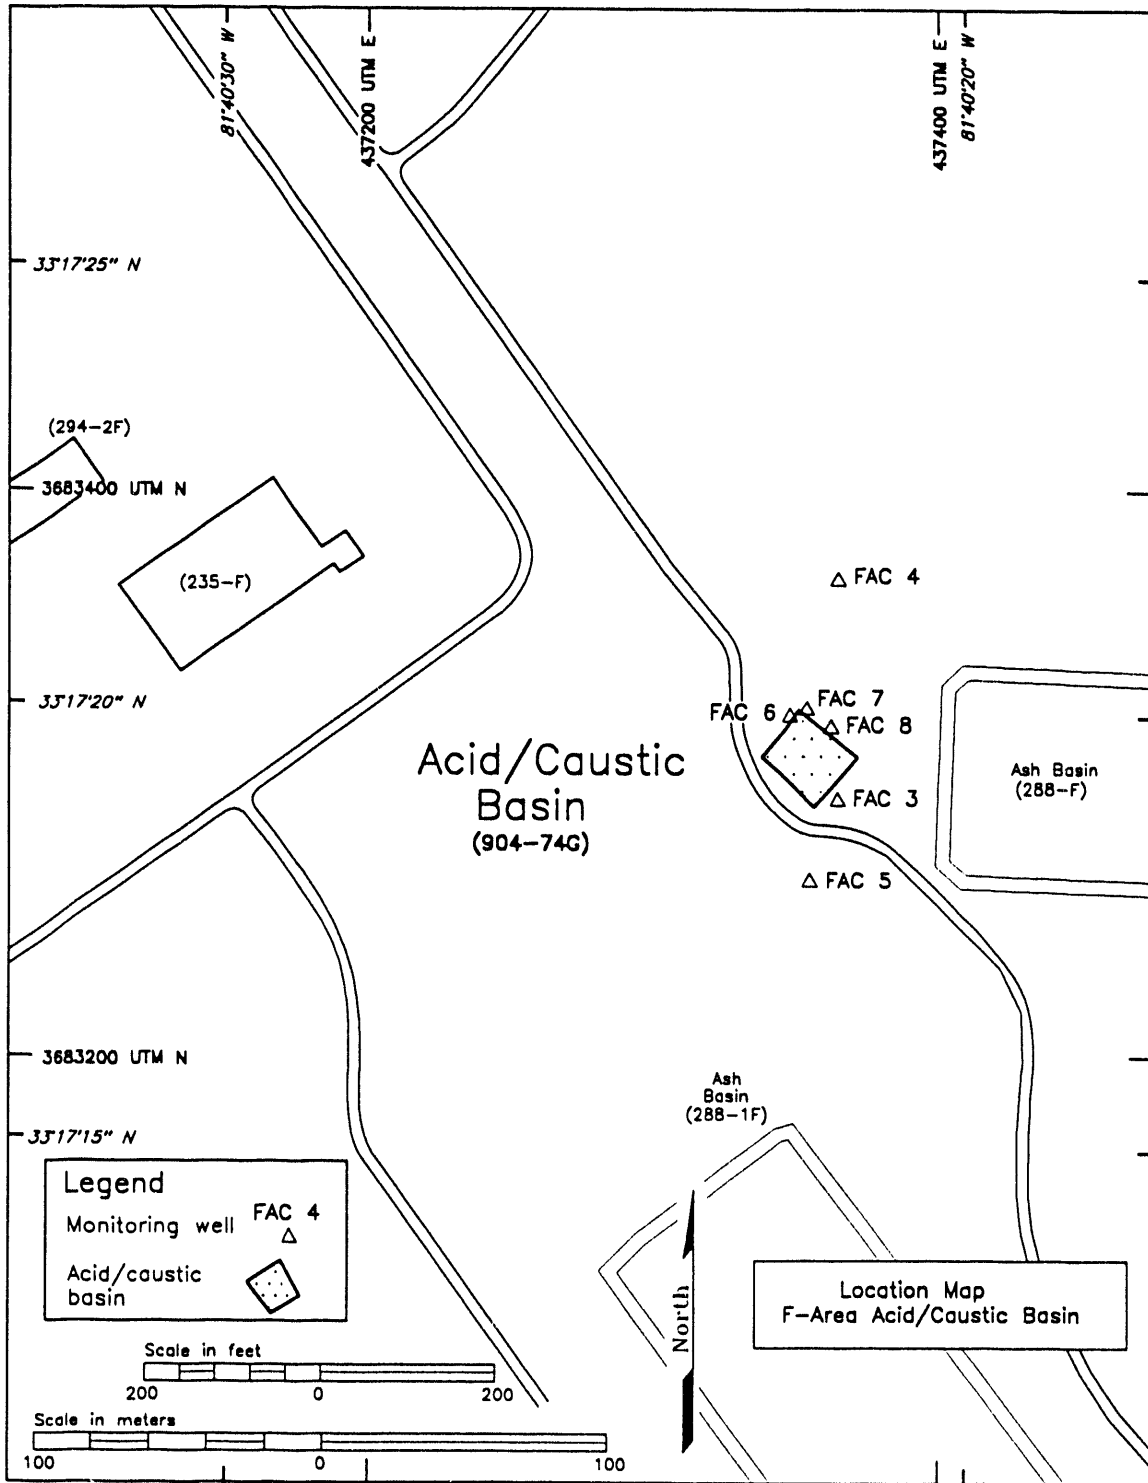 81°40'30" W
437200 UTM E
437400 UTM E
81°40'20" W
33°17'25" N
(294-2F)
3683400 UTM N
(235-F)
FAC 4
33°17'20" N
FAC 7
FAC 6
FAC 8
Acid/Caustic
Basin
(904-74G)
Ash Basin
(288-F)
FAC 3
FAC 5
3683200 UTM N
Ash
Basin
(288-1F)
33°17'15" N
Legend
Monitoring well
FAC 4
Acid/caustic
basin
North
Location Map
F-Area Acid/Caustic Basin
Scale in feet
200 0 200
Scale in meters
100 0 100